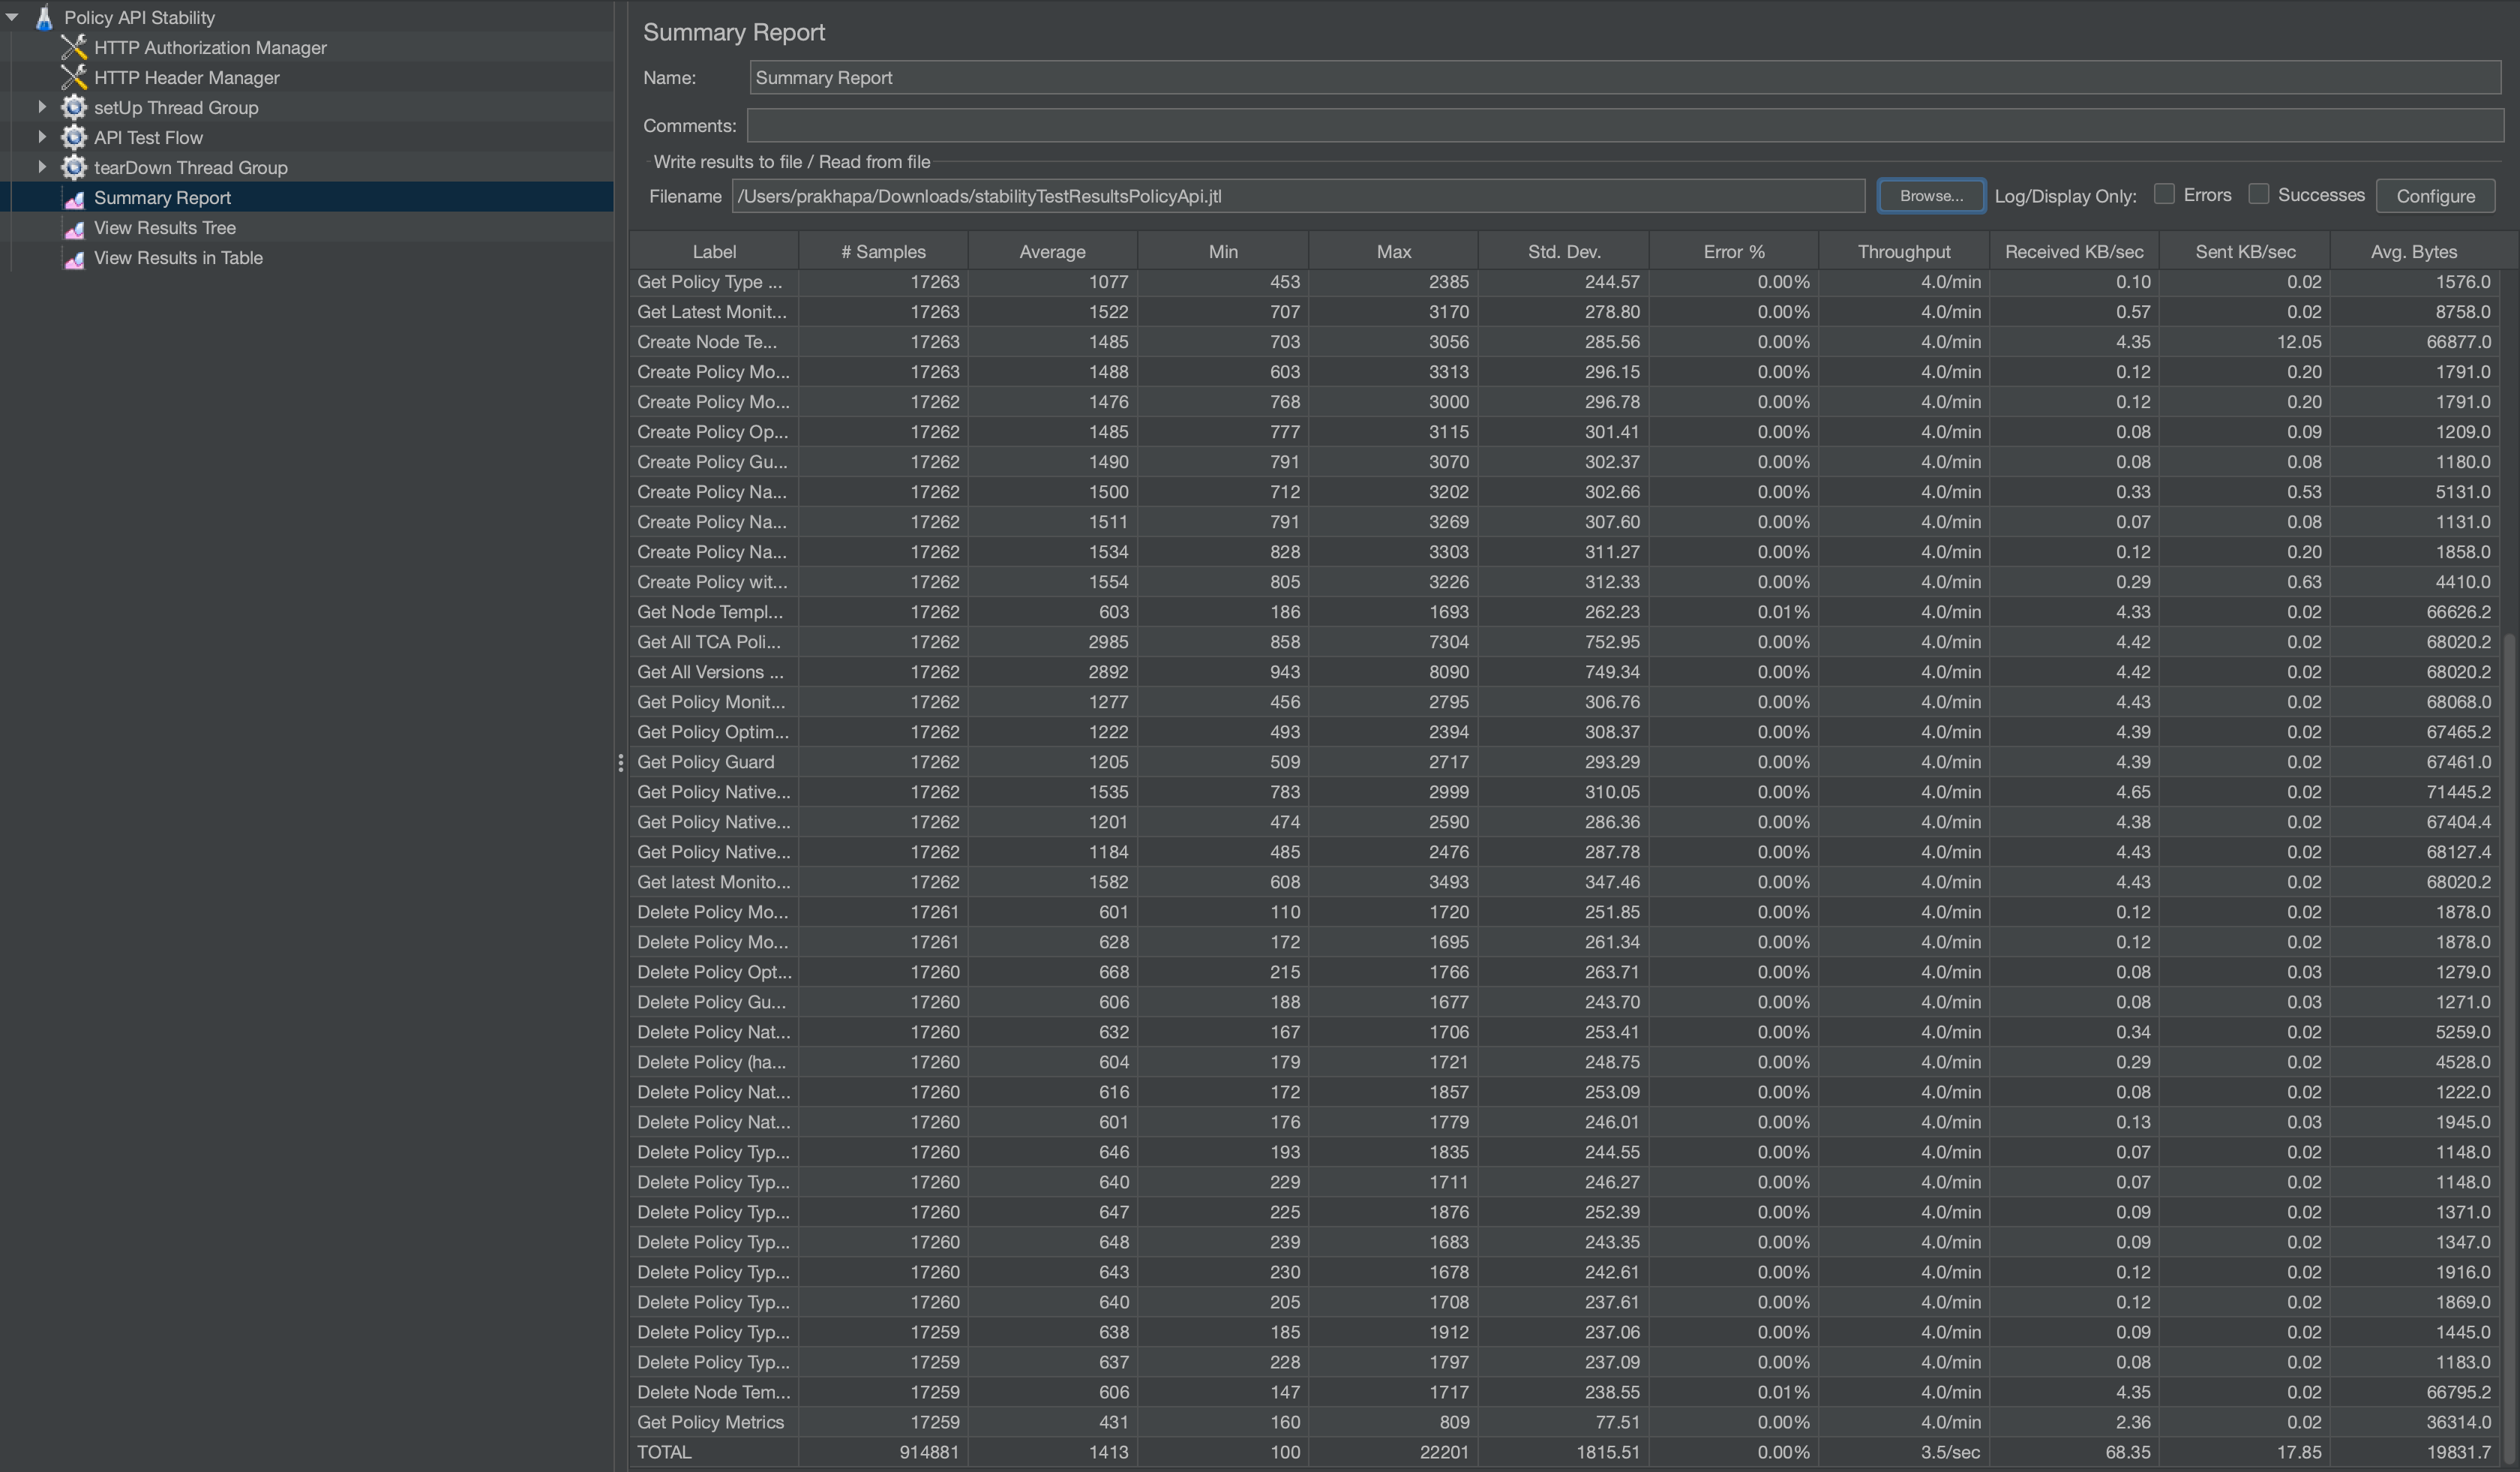 Policy API Stability
HTTP Authorization Manager
HTTP Header Manager
setUp Thread Group
API Test Flow
tearDown Thread Group
Summary Report
View Results Tree
View Results in Table
Summary Report
Name: Summary Report
Comments:
Write results to file / Read from file
Filename /Users/prakhapa/Downloads/stabilityTestResultsPolicyApi.jtl Browse... Log/Display Only: Errors Successes Configure
Label # Samples Average Min Max Std. Dev. Error % Throughput Received KB/sec Sent KB/sec Avg. Bytes
Get Policy Type ... 17263 1077 453 2385 244.57 0.00% 4.0/min 0.10 0.02 1576.0
Get Latest Monit... 17263 1522 707 3170 278.80 0.00% 4.0/min 0.57 0.02 8758.0
Create Node Te... 17263 1485 703 3056 285.56 0.00% 4.0/min 4.35 12.05 66877.0
Create Policy Mo... 17263 1488 603 3313 296.15 0.00% 4.0/min 0.12 0.20 1791.0
Create Policy Mo... 17262 1476 768 3000 296.78 0.00% 4.0/min 0.12 0.20 1791.0
Create Policy Op... 17262 1485 777 3115 301.41 0.00% 4.0/min 0.08 0.09 1209.0
Create Policy Gu... 17262 1490 791 3070 302.37 0.00% 4.0/min 0.08 0.08 1180.0
Create Policy Na... 17262 1500 712 3202 302.66 0.00% 4.0/min 0.33 0.53 5131.0
Create Policy Na... 17262 1511 791 3269 307.60 0.00% 4.0/min 0.07 0.08 1131.0
Create Policy Na... 17262 1534 828 3303 311.27 0.00% 4.0/min 0.12 0.20 1858.0
Create Policy wit... 17262 1554 805 3226 312.33 0.00% 4.0/min 0.29 0.63 4410.0
Get Node Templ... 17262 603 186 1693 262.23 0.01% 4.0/min 4.33 0.02 66626.2
Get All TCA Poli... 17262 2985 858 7304 752.95 0.00% 4.0/min 4.42 0.02 68020.2
Get All Versions ... 17262 2892 943 8090 749.34 0.00% 4.0/min 4.42 0.02 68020.2
Get Policy Monit... 17262 1277 456 2795 306.76 0.00% 4.0/min 4.43 0.02 68068.0
Get Policy Optim... 17262 1222 493 2394 308.37 0.00% 4.0/min 4.39 0.02 67465.2
Get Policy Guard 17262 1205 509 2717 293.29 0.00% 4.0/min 4.39 0.02 67461.0
Get Policy Native... 17262 1535 783 2999 310.05 0.00% 4.0/min 4.65 0.02 71445.2
Get Policy Native... 17262 1201 474 2590 286.36 0.00% 4.0/min 4.38 0.02 67404.4
Get Policy Native... 17262 1184 485 2476 287.78 0.00% 4.0/min 4.43 0.02 68127.4
Get latest Monito... 17262 1582 608 3493 347.46 0.00% 4.0/min 4.43 0.02 68020.2
Delete Policy Mo... 17261 601 110 1720 251.85 0.00% 4.0/min 0.12 0.02 1878.0
Delete Policy Mo... 17261 628 172 1695 261.34 0.00% 4.0/min 0.12 0.02 1878.0
Delete Policy Opt... 17260 668 215 1766 263.71 0.00% 4.0/min 0.08 0.03 1279.0
Delete Policy Gu... 17260 606 188 1677 243.70 0.00% 4.0/min 0.08 0.03 1271.0
Delete Policy Nat... 17260 632 167 1706 253.41 0.00% 4.0/min 0.34 0.02 5259.0
Delete Policy (ha... 17260 604 179 1721 248.75 0.00% 4.0/min 0.29 0.02 4528.0
Delete Policy Nat... 17260 616 172 1857 253.09 0.00% 4.0/min 0.08 0.02 1222.0
Delete Policy Nat... 17260 601 176 1779 246.01 0.00% 4.0/min 0.13 0.03 1945.0
Delete Policy Typ... 17260 646 193 1835 244.55 0.00% 4.0/min 0.07 0.02 1148.0
Delete Policy Typ... 17260 640 229 1711 246.27 0.00% 4.0/min 0.07 0.02 1148.0
Delete Policy Typ... 17260 647 225 1876 252.39 0.00% 4.0/min 0.09 0.02 1371.0
Delete Policy Typ... 17260 648 239 1683 243.35 0.00% 4.0/min 0.09 0.02 1347.0
Delete Policy Typ... 17260 643 230 1678 242.61 0.00% 4.0/min 0.12 0.02 1916.0
Delete Policy Typ... 17260 640 205 1708 237.61 0.00% 4.0/min 0.12 0.02 1869.0
Delete Policy Typ... 17259 638 185 1912 237.06 0.00% 4.0/min 0.09 0.02 1445.0
Delete Policy Typ... 17259 637 228 1797 237.09 0.00% 4.0/min 0.08 0.02 1183.0
Delete Node Tem... 17259 606 147 1717 238.55 0.01% 4.0/min 4.35 0.02 66795.2
Get Policy Metrics 17259 431 160 809 77.51 0.00% 4.0/min 2.36 0.02 36314.0
TOTAL 914881 1413 100 22201 1815.51 0.00% 3.5/sec 68.35 17.85 19831.7